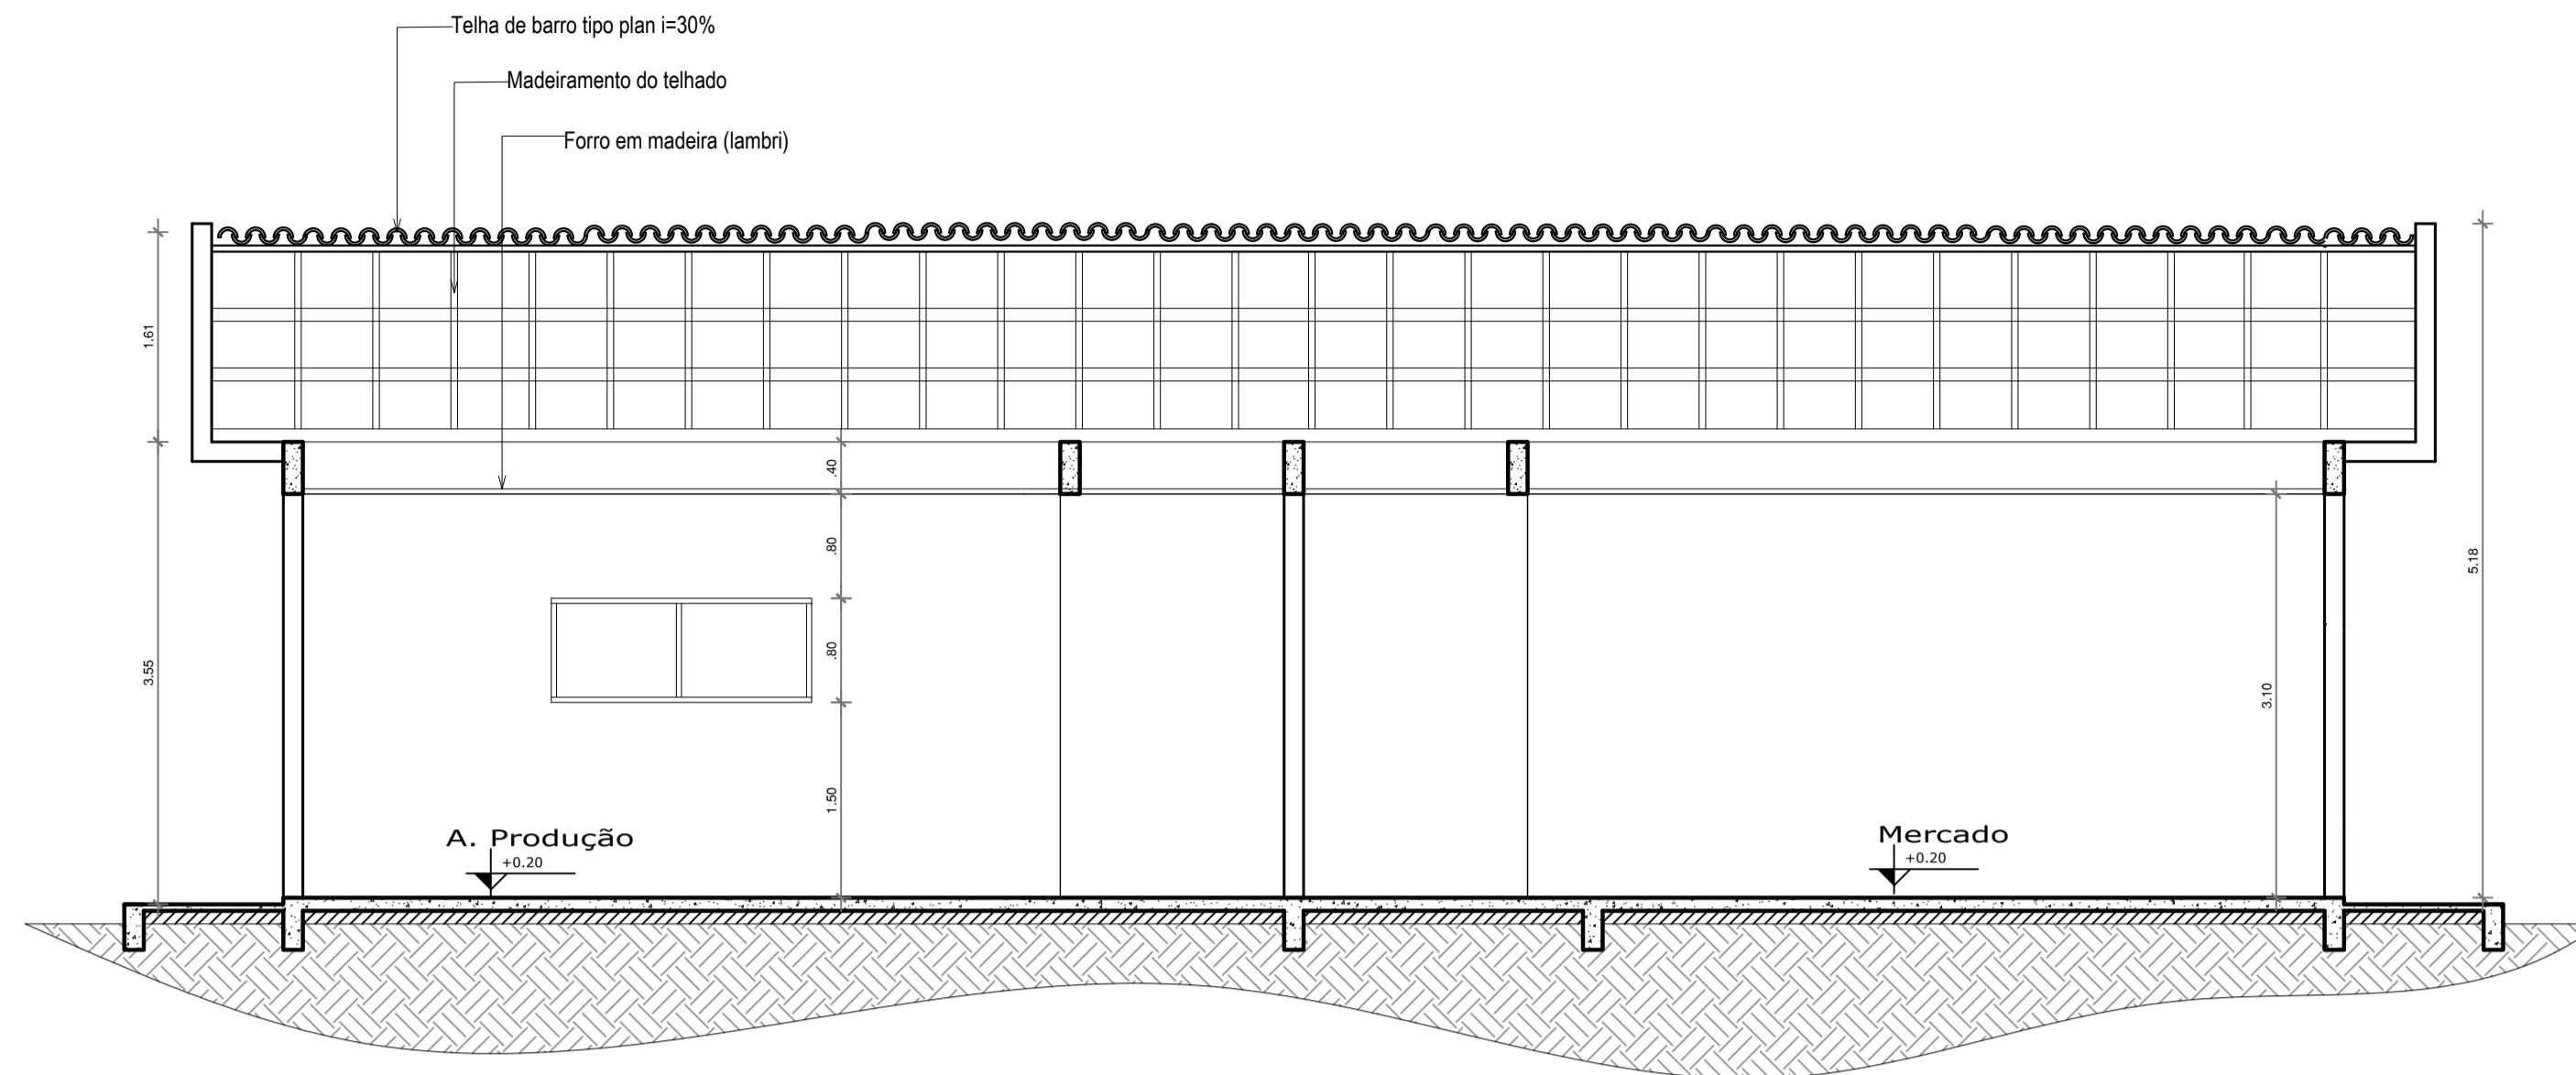 Telha de barro tipo plan i=30%
Madeiramento do telhado
Forro em madeira (lambri)
1.61
.40
.80
5.18
.80
3.55
3.10
1.50
A. Produção
+0.20
Mercado
+0.20